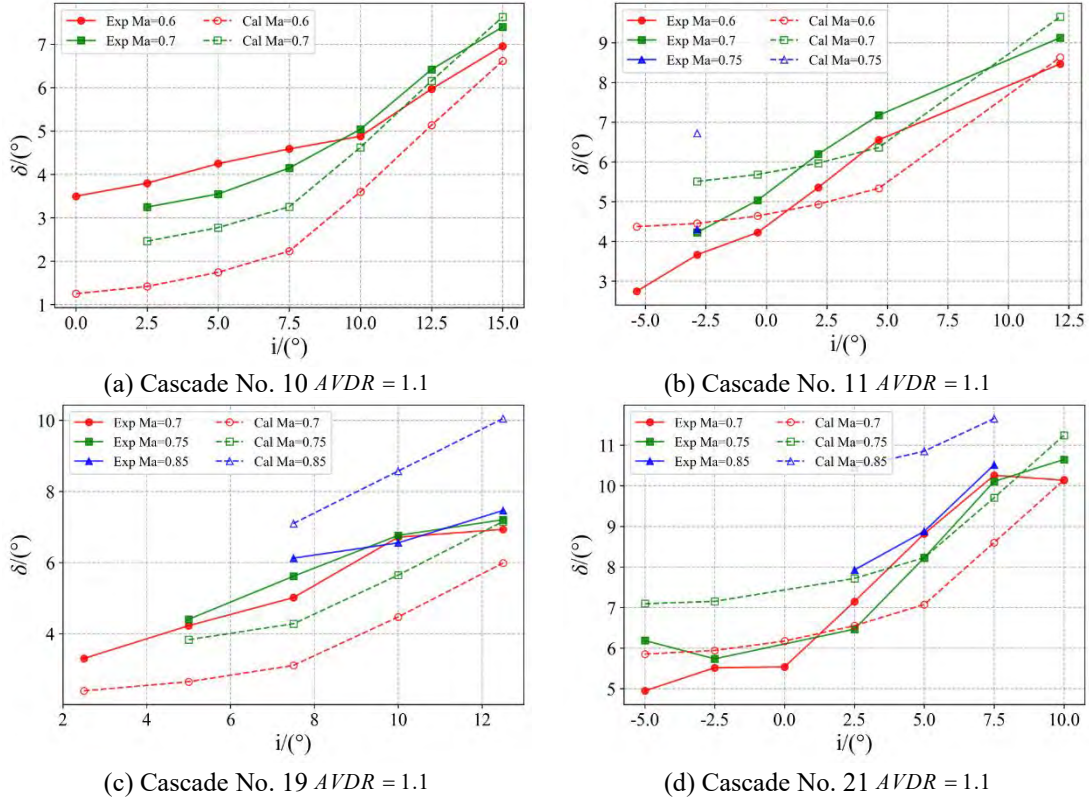 Exp Ma=0.6 Cal Ma=0.6
Exp Ma=0.7 Cal Ma=0.7
7
6
5
4
3
2
1
δ/(°)
0.0 2.5 5.0 7.5 10.0 12.5 15.0
i/(°)
(a) Cascade No. 10 AVDR = 1.1
Exp Ma=0.6 Cal Ma=0.6
Exp Ma=0.7 Cal Ma=0.7
Exp Ma=0.75 Cal Ma=0.75
9
8
7
6
5
4
3
δ/(°)
-5.0 -2.5 0.0 2.5 5.0 7.5 10.0 12.5
i/(°)
(b) Cascade No. 11 AVDR = 1.1
Exp Ma=0.7 Cal Ma=0.7
Exp Ma=0.75 Cal Ma=0.75
Exp Ma=0.85 Cal Ma=0.85
10
8
6
4
δ/(°)
2 4 6 8 10 12
i/(°)
(c) Cascade No. 19 AVDR = 1.1
Exp Ma=0.7 Cal Ma=0.7
Exp Ma=0.75 Cal Ma=0.75
Exp Ma=0.85 Cal Ma=0.85
11
10
9
8
7
6
5
δ/(°)
-5.0 -2.5 0.0 2.5 5.0 7.5 10.0
i/(°)
(d) Cascade No. 21 AVDR = 1.1